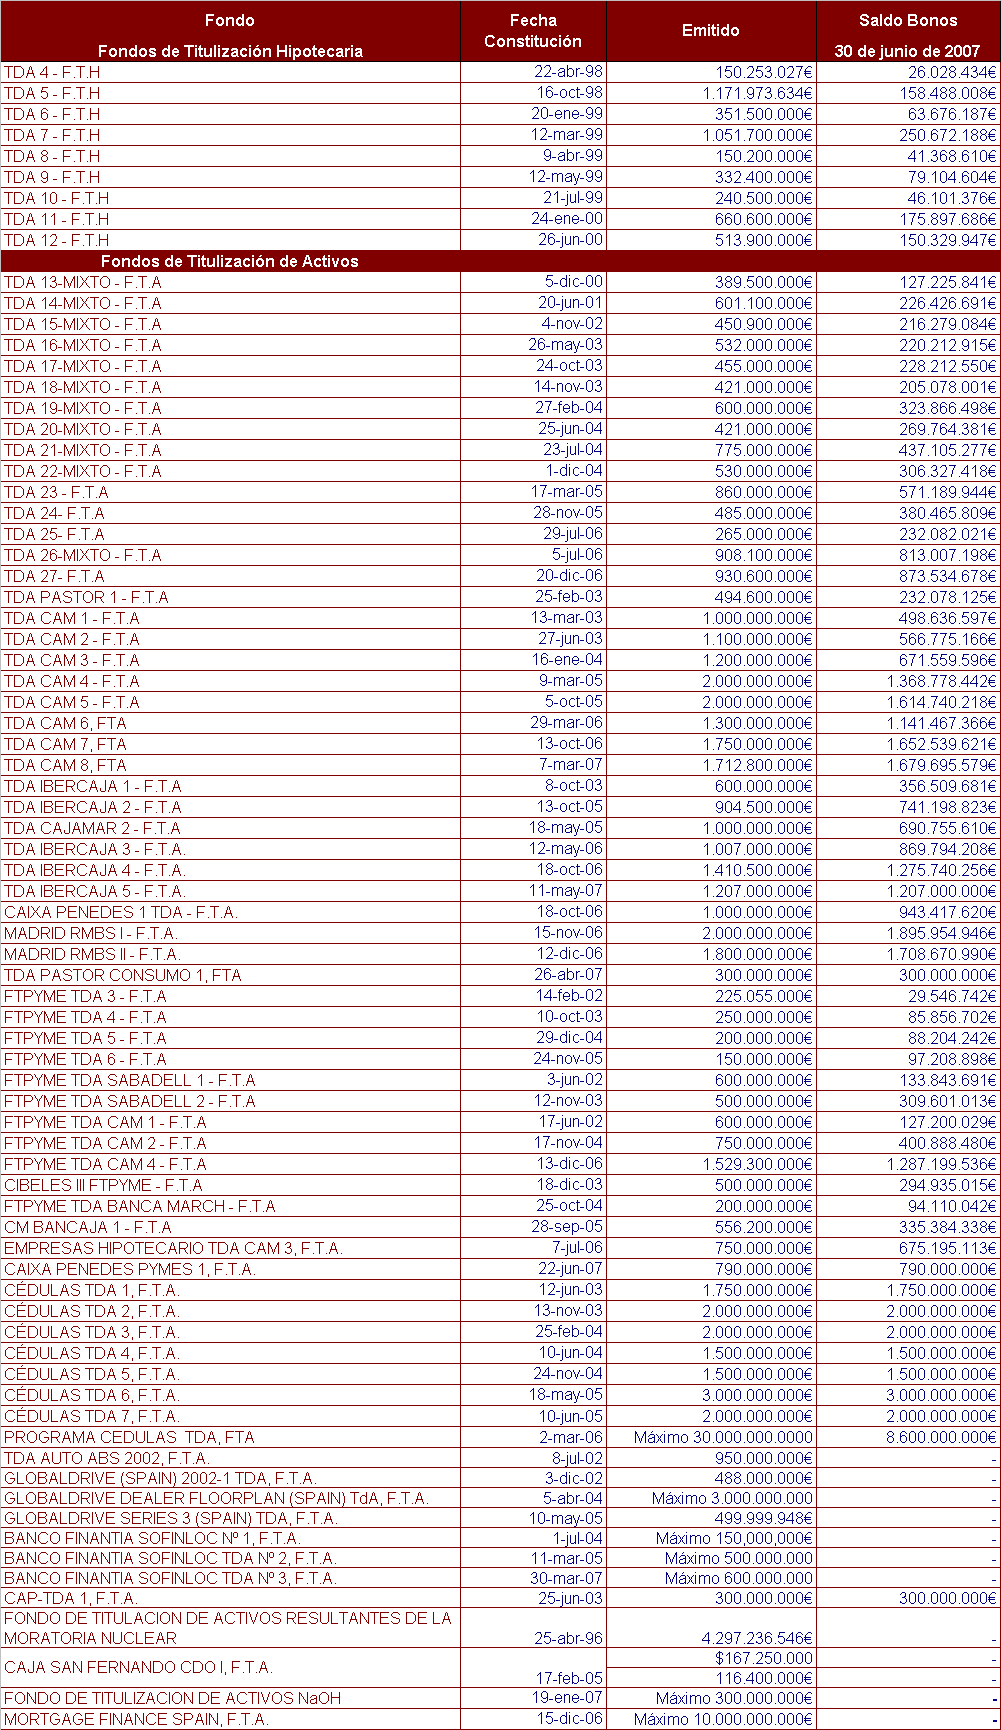 Fondo Fecha Constitución Emitido Saldo Bonos
Fondos de Titulización Hipotecaria 30 de junio de 2007
TDA 4 - F.T.H 22-abr-98 150.253.027€ 26.028.434€
TDA 5 - F.T.H 16-oct-98 1.171.973.634€ 158.488.008€
TDA 6 - F.T.H 20-ene-99 351.500.000€ 63.676.187€
TDA 7 - F.T.H 12-mar-99 1.051.700.000€ 250.672.188€
TDA 8 - F.T.H 9-abr-99 150.200.000€ 41.368.610€
TDA 9 - F.T.H 12-may-99 332.400.000€ 79.104.604€
TDA 10 - F.T.H 21-jul-99 240.500.000€ 46.101.376€
TDA 11 - F.T.H 24-ene-00 660.600.000€ 175.897.686€
TDA 12 - F.T.H 26-jun-00 513.900.000€ 150.329.947€
Fondos de Titulización de Activos
TDA 13-MIXTO - F.T.A 5-dic-00 389.500.000€ 127.225.841€
TDA 14-MIXTO - F.T.A 20-jun-01 601.100.000€ 226.426.691€
TDA 15-MIXTO - F.T.A 4-nov-02 450.900.000€ 216.279.084€
TDA 16-MIXTO - F.T.A 26-may-03 532.000.000€ 220.212.915€
TDA 17-MIXTO - F.T.A 24-oct-03 455.000.000€ 228.212.550€
TDA 18-MIXTO - F.T.A 14-nov-03 421.000.000€ 205.078.001€
TDA 19-MIXTO - F.T.A 27-feb-04 600.000.000€ 323.866.498€
TDA 20-MIXTO - F.T.A 25-jun-04 421.000.000€ 269.764.381€
TDA 21-MIXTO - F.T.A 23-jul-04 775.000.000€ 437.105.277€
TDA 22-MIXTO - F.T.A 1-dic-04 530.000.000€ 306.327.418€
TDA 23 - F.T.A 17-mar-05 860.000.000€ 571.189.944€
TDA 24- F.T.A 28-nov-05 485.000.000€ 380.465.809€
TDA 25- F.T.A 29-jul-06 265.000.000€ 232.082.021€
TDA 26-MIXTO - F.T.A 5-jul-06 908.100.000€ 813.007.198€
TDA 27- F.T.A 20-dic-06 930.600.000€ 873.534.678€
TDA PASTOR 1 - F.T.A 25-feb-03 494.600.000€ 232.078.125€
TDA CAM 1 - F.T.A 13-mar-03 1.000.000.000€ 498.636.597€
TDA CAM 2 - F.T.A 27-jun-03 1.100.000.000€ 566.775.166€
TDA CAM 3 - F.T.A 16-ene-04 1.200.000.000€ 671.559.596€
TDA CAM 4 - F.T.A 9-mar-05 2.000.000.000€ 1.368.778.442€
TDA CAM 5 - F.T.A 5-oct-05 2.000.000.000€ 1.614.740.218€
TDA CAM 6, FTA 29-mar-06 1.300.000.000€ 1.141.467.366€
TDA CAM 7, FTA 13-oct-06 1.750.000.000€ 1.652.539.621€
TDA CAM 8, FTA 7-mar-07 1.712.800.000€ 1.679.695.579€
TDA IBERCAJA 1 - F.T.A 8-oct-03 600.000.000€ 356.509.681€
TDA IBERCAJA 2 - F.T.A 13-oct-05 904.500.000€ 741.198.823€
TDA CAJAMAR 2 - F.T.A 18-may-05 1.000.000.000€ 690.755.610€
TDA IBERCAJA 3 - F.T.A. 12-may-06 1.007.000.000€ 869.794.208€
TDA IBERCAJA 4 - F.T.A. 18-oct-06 1.410.500.000€ 1.275.740.256€
TDA IBERCAJA 5 - F.T.A. 11-may-07 1.207.000.000€ 1.207.000.000€
CAIXA PENEDES 1 TDA - F.T.A. 18-oct-06 1.000.000.000€ 943.417.620€
MADRID RMBS I - F.T.A. 15-nov-06 2.000.000.000€ 1.895.954.946€
MADRID RMBS II - F.T.A. 12-dic-06 1.800.000.000€ 1.708.670.990€
TDA PASTOR CONSUMO 1, FTA 26-abr-07 300.000.000€ 300.000.000€
FTPYME TDA 3 - F.T.A 14-feb-02 225.055.000€ 29.546.742€
FTPYME TDA 4 - F.T.A 10-oct-03 250.000.000€ 85.856.702€
FTPYME TDA 5 - F.T.A 29-dic-04 200.000.000€ 88.204.242€
FTPYME TDA 6 - F.T.A 24-nov-05 150.000.000€ 97.208.898€
FTPYME TDA SABADELL 1 - F.T.A 3-jun-02 600.000.000€ 133.843.691€
FTPYME TDA SABADELL 2 - F.T.A 12-nov-03 500.000.000€ 309.601.013€
FTPYME TDA CAM 1 - F.T.A 17-jun-02 600.000.000€ 127.200.029€
FTPYME TDA CAM 2 - F.T.A 17-nov-04 750.000.000€ 400.888.480€
FTPYME TDA CAM 4 - F.T.A 13-dic-06 1.529.300.000€ 1.287.199.536€
CIBELES III FTPYME - F.T.A 18-dic-03 500.000.000€ 294.935.015€
FTPYME TDA BANCA MARCH - F.T.A 25-oct-04 200.000.000€ 94.110.042€
CM BANCAJA 1 - F.T.A 28-sep-05 556.200.000€ 335.384.338€
EMPRESAS HIPOTECARIO TDA CAM 3, F.T.A. 7-jul-06 750.000.000€ 675.195.113€
CAIXA PENEDES PYMES 1, F.T.A. 22-jun-07 790.000.000€ 790.000.000€
CÉDULAS TDA 1, F.T.A. 12-jun-03 1.750.000.000€ 1.750.000.000€
CÉDULAS TDA 2, F.T.A. 13-nov-03 2.000.000.000€ 2.000.000.000€
CÉDULAS TDA 3, F.T.A. 25-feb-04 2.000.000.000€ 2.000.000.000€
CÉDULAS TDA 4, F.T.A. 10-jun-04 1.500.000.000€ 1.500.000.000€
CÉDULAS TDA 5, F.T.A. 24-nov-04 1.500.000.000€ 1.500.000.000€
CÉDULAS TDA 6, F.T.A. 18-may-05 3.000.000.000€ 3.000.000.000€
CÉDULAS TDA 7, F.T.A. 10-jun-05 2.000.000.000€ 2.000.000.000€
PROGRAMA CEDULAS TDA, FTA 2-mar-06 Máximo 30.000.000.0000 8.600.000.000€
TDA AUTO ABS 2002, F.T.A. 8-jul-02 950.000.000€ -
GLOBALDRIVE (SPAIN) 2002-1 TDA, F.T.A. 3-dic-02 488.000.000€ -
GLOBALDRIVE DEALER FLOORPLAN (SPAIN) TdA, F.T.A. 5-abr-04 Máximo 3.000.000.000 -
GLOBALDRIVE SERIES 3 (SPAIN) TDA, F.T.A. 10-may-05 499.999.948€ -
BANCO FINANTIA SOFINLOC Nº 1, F.T.A. 1-jul-04 Máximo 150,000,000€ -
BANCO FINANTIA SOFINLOC TDA Nº 2, F.T.A. 11-mar-05 Máximo 500.000.000 -
BANCO FINANTIA SOFINLOC TDA Nº 3, F.T.A. 30-mar-07 Máximo 600.000.000 -
CAP-TDA 1, F.T.A. 25-jun-03 300.000.000€ 300.000.000€
FONDO DE TITULACION DE ACTIVOS RESULTANTES DE LA
MORATORIA NUCLEAR 25-abr-96 4.297.236.546€ -
$167.250.000 -
CAJA SAN FERNANDO CDO I, F.T.A. 17-feb-05 116.400.000€ -
FONDO DE TITULIZACION DE ACTIVOS NaOH 19-ene-07 Máximo 300.000.000€ -
MORTGAGE FINANCE SPAIN, F.T.A. 15-dic-06 Máximo 10.000.000.000€ -